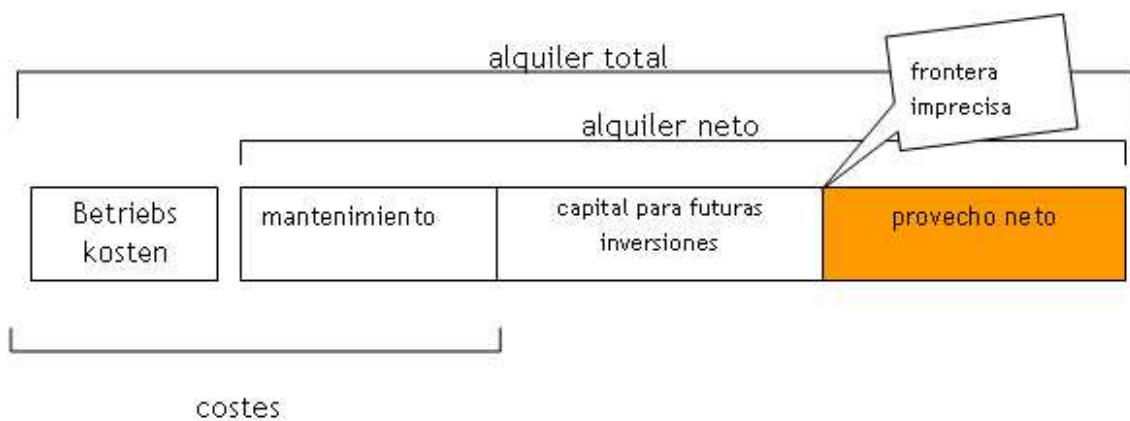 alquiler total
frontera
imprecisa
alquiler neto
Betriebs
kosten
mantenimiento
capital para futuras
inversiones
provecho neto
costes